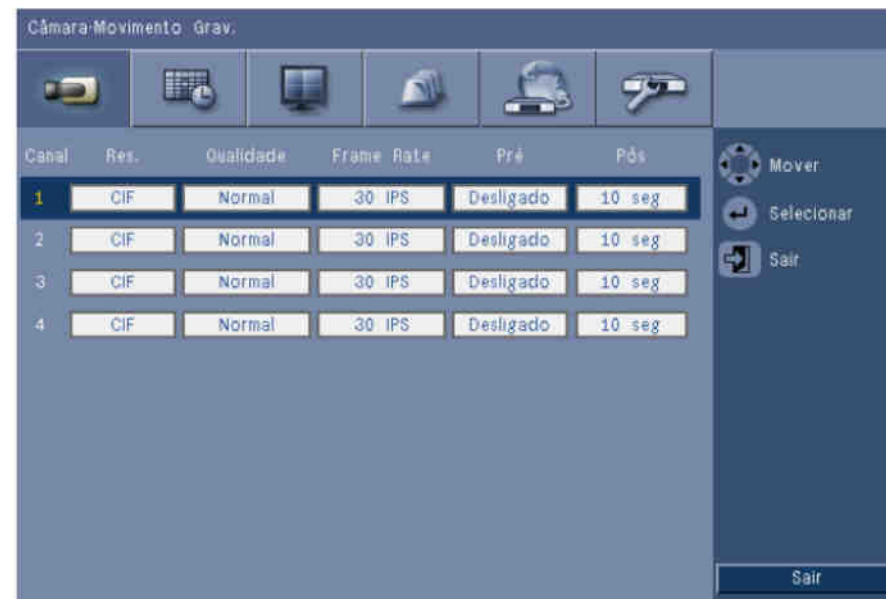 Câmara-Movimento Grav.
Canal Res. Qualidade Frame Rate Pré Pós
1 CIF Normal 30 IPS Desligado 10 seg
2 CIF Normal 30 IPS Desligado 10 seg
3 CIF Normal 30 IPS Desligado 10 seg
4 CIF Normal 30 IPS Desligado 10 seg
Mover
Selecionar
Sair
Sair